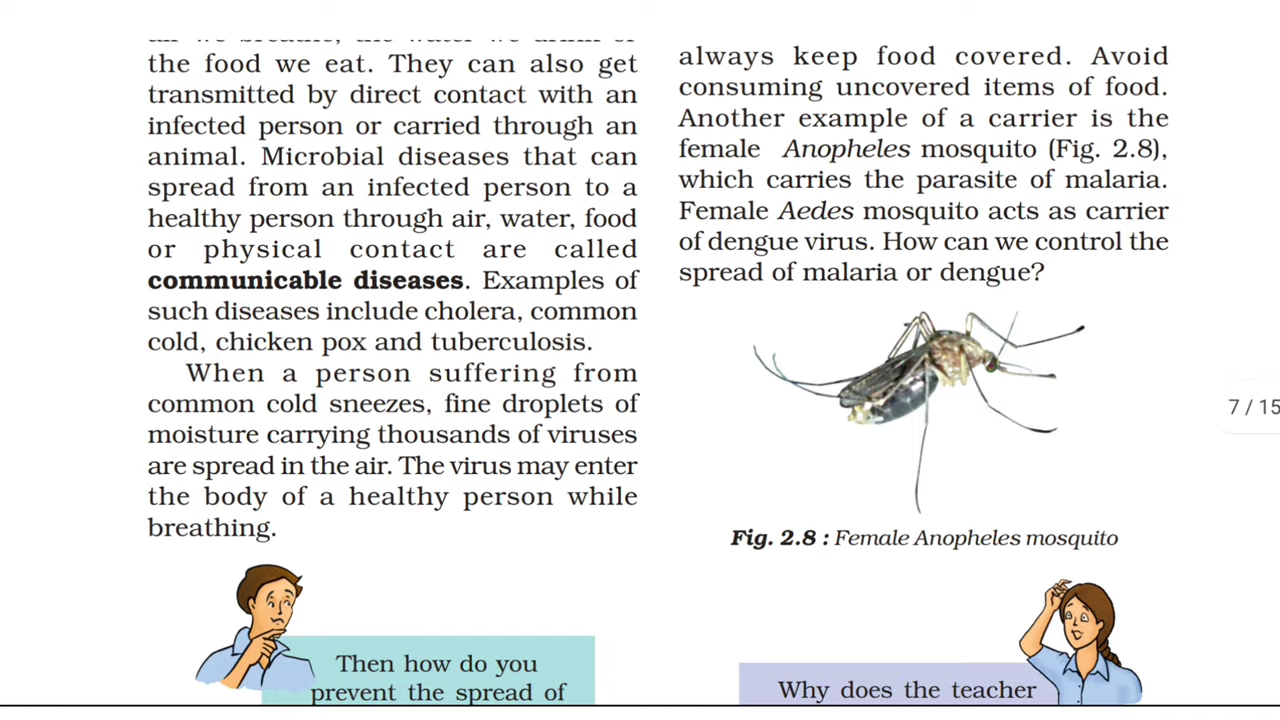 the food we eat. They can also get
transmitted by direct contact with an
infected person or carried through an
animal. Microbial diseases that can
spread from an infected person to a
healthy person through air, water, food
or physical contact are called
communicable diseases. Examples of
such diseases include cholera, common
cold, chicken pox and tuberculosis.
When a person suffering from
common cold sneezes, fine droplets of
moisture carrying thousands of viruses
are spread in the air. The virus may enter
the body of a healthy person while
breathing.
Then how do you
prevent the spread of
always keep food covered. Avoid
consuming uncovered items of food.
Another example of a carrier is the
female Anopheles mosquito (Fig. 2.8),
which carries the parasite of malaria.
Female Aedes mosquito acts as carrier
of dengue virus. How can we control the
spread of malaria or dengue?
Fig. 2.8 : Female Anopheles mosquito
Why does the teacher
7 / 15